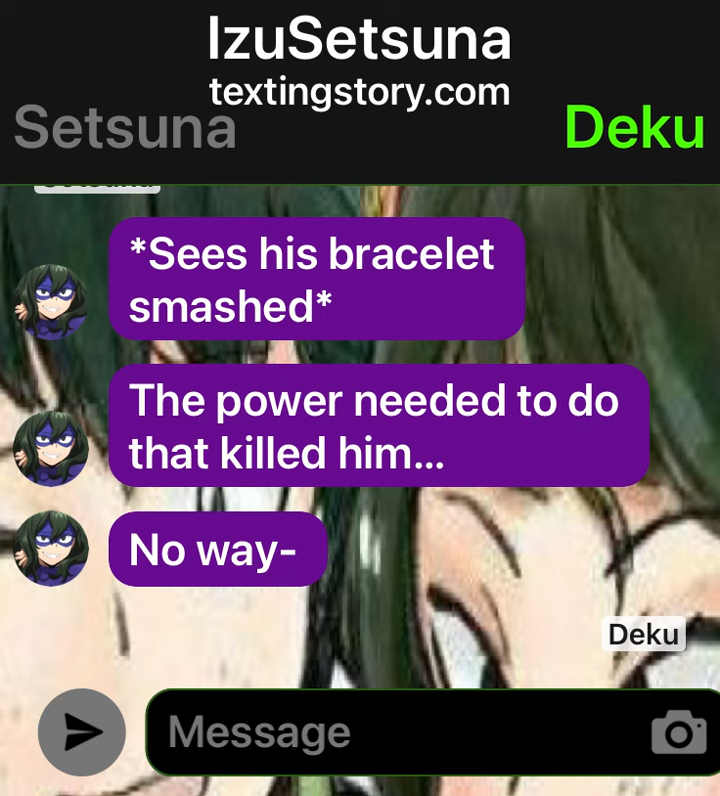 IzuSetsuna
textingstory.com
Setsuna
Deku
*Sees his bracelet
smashed*
The power needed to do
that killed him...
No way-
Deku
Message